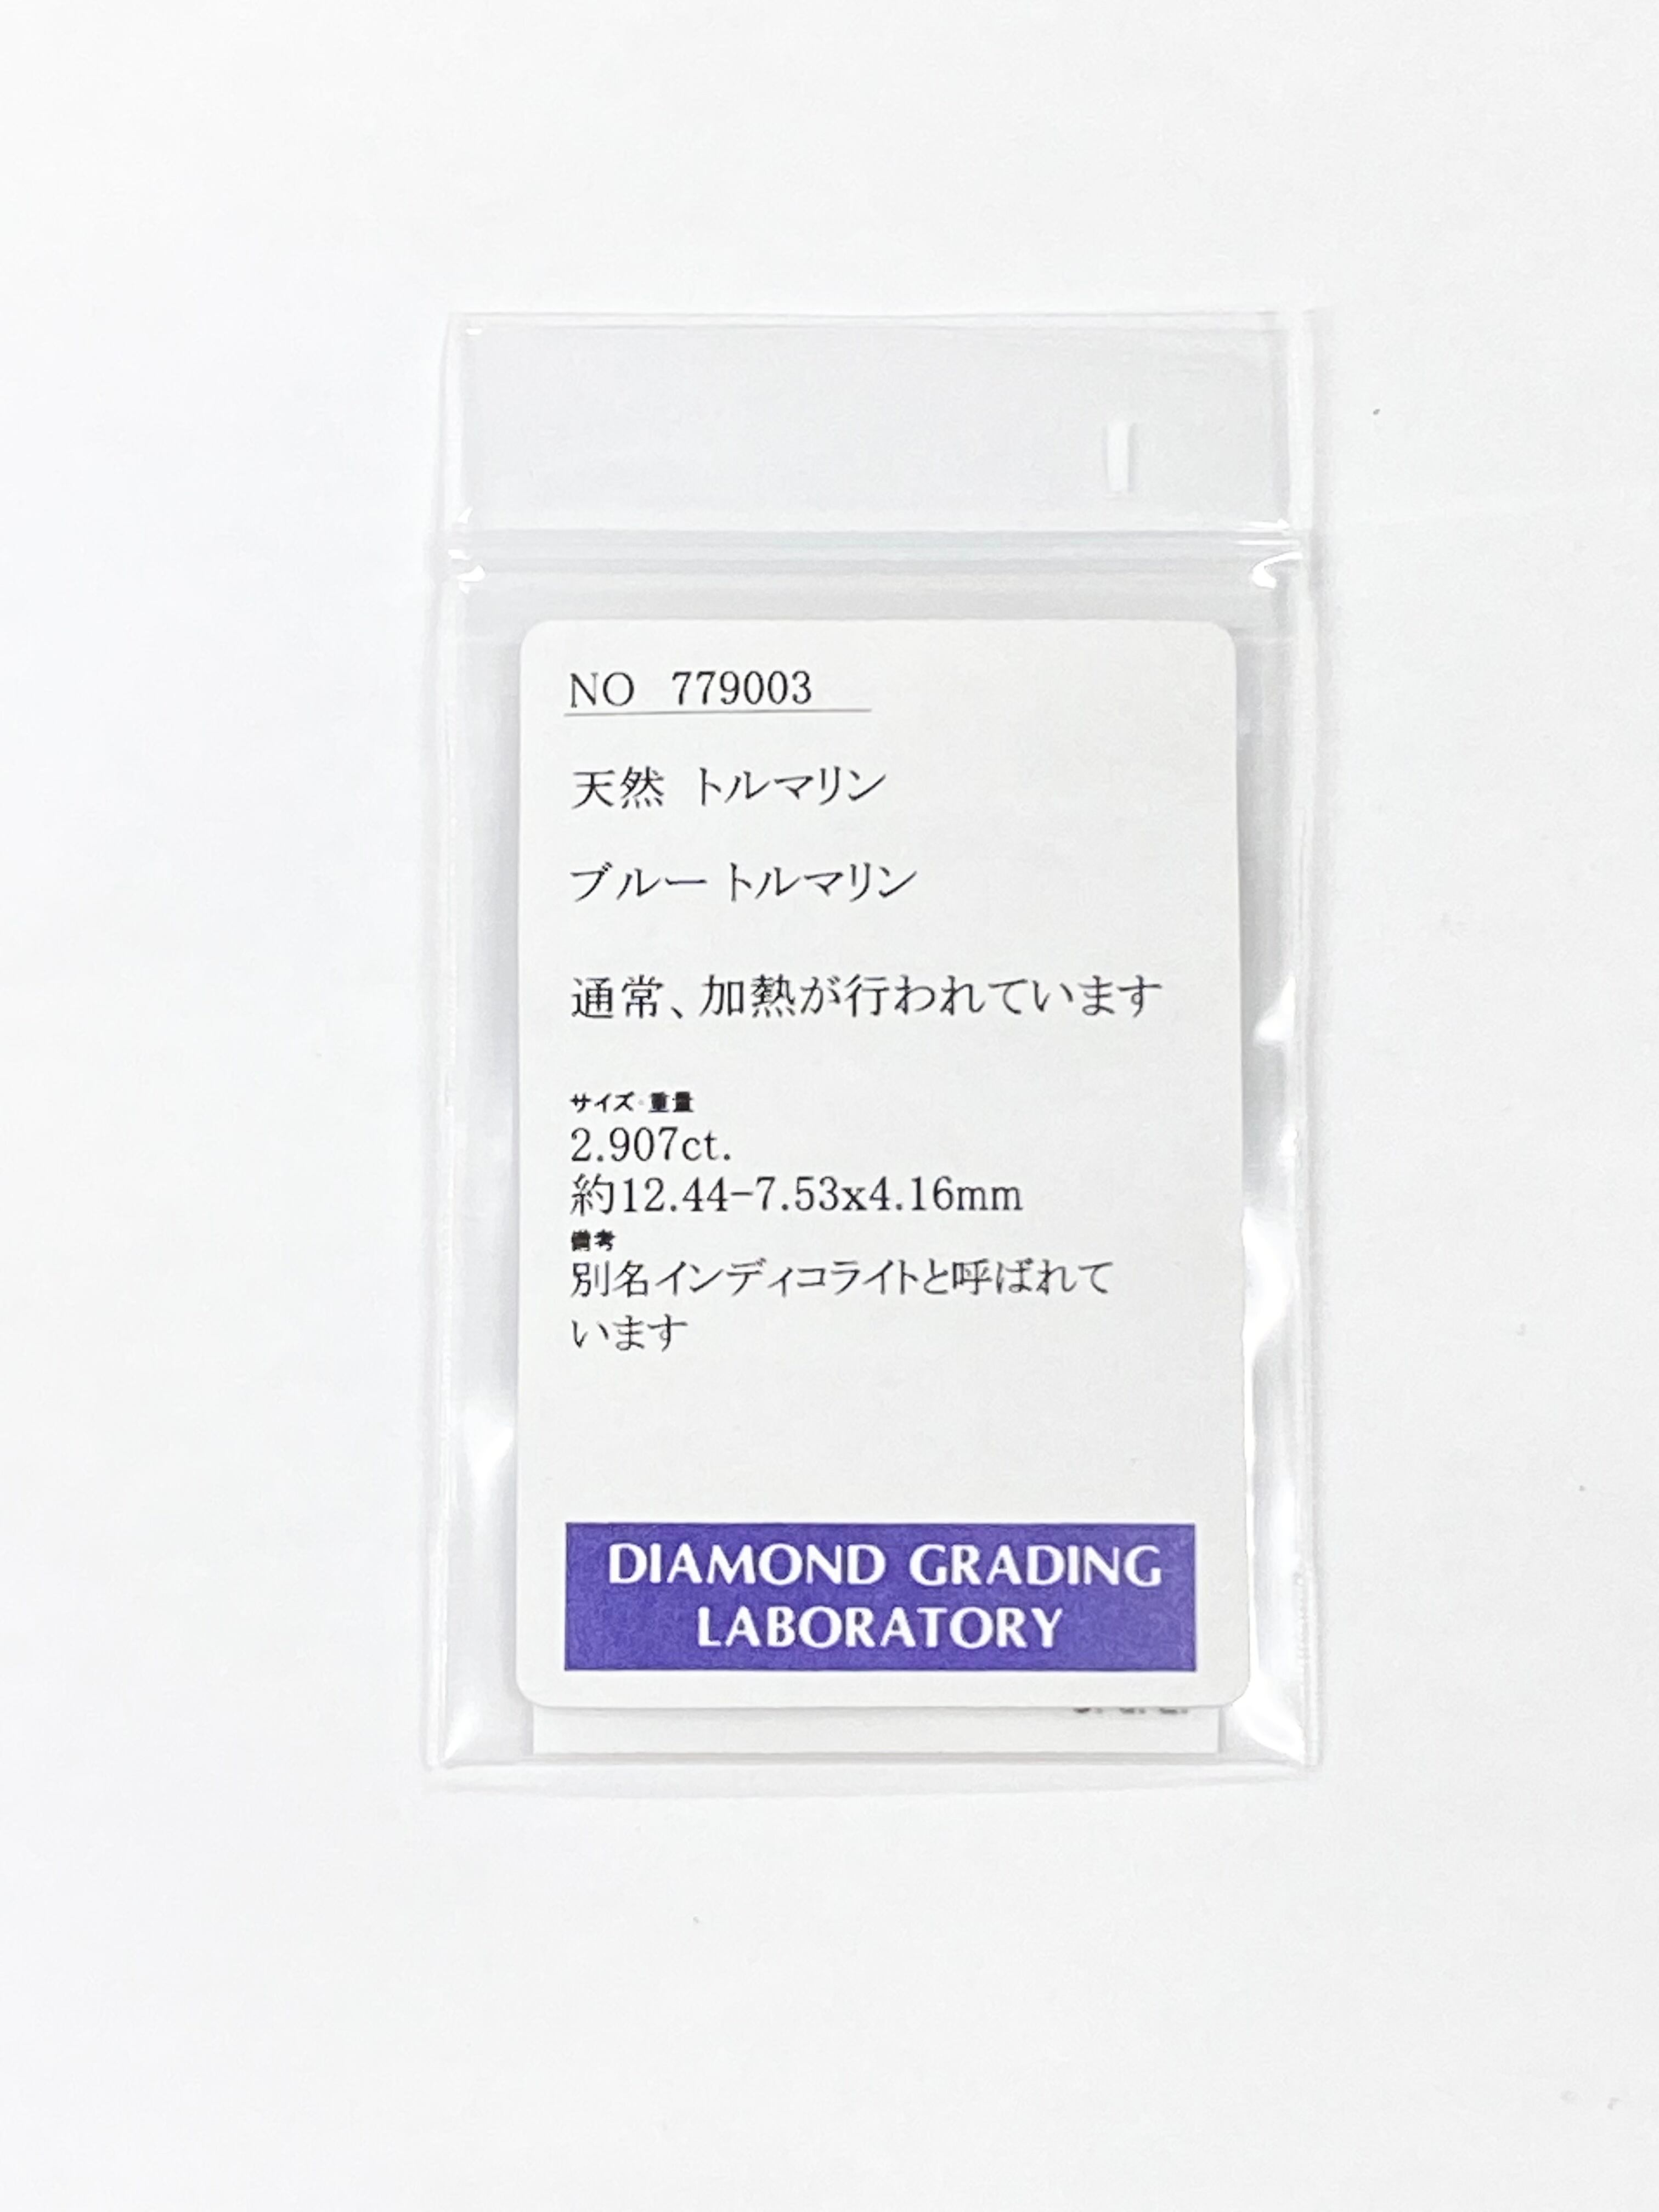 NO 779003
天然 トルマリン
ブルー トルマリン
通常、加熱が行われています
サイズ・重量
2.907ct.
約12.44-7.53x4.16mm
備考
別名インディコライトと呼ばれて
います
DIAMOND GRADING
LABORATORY